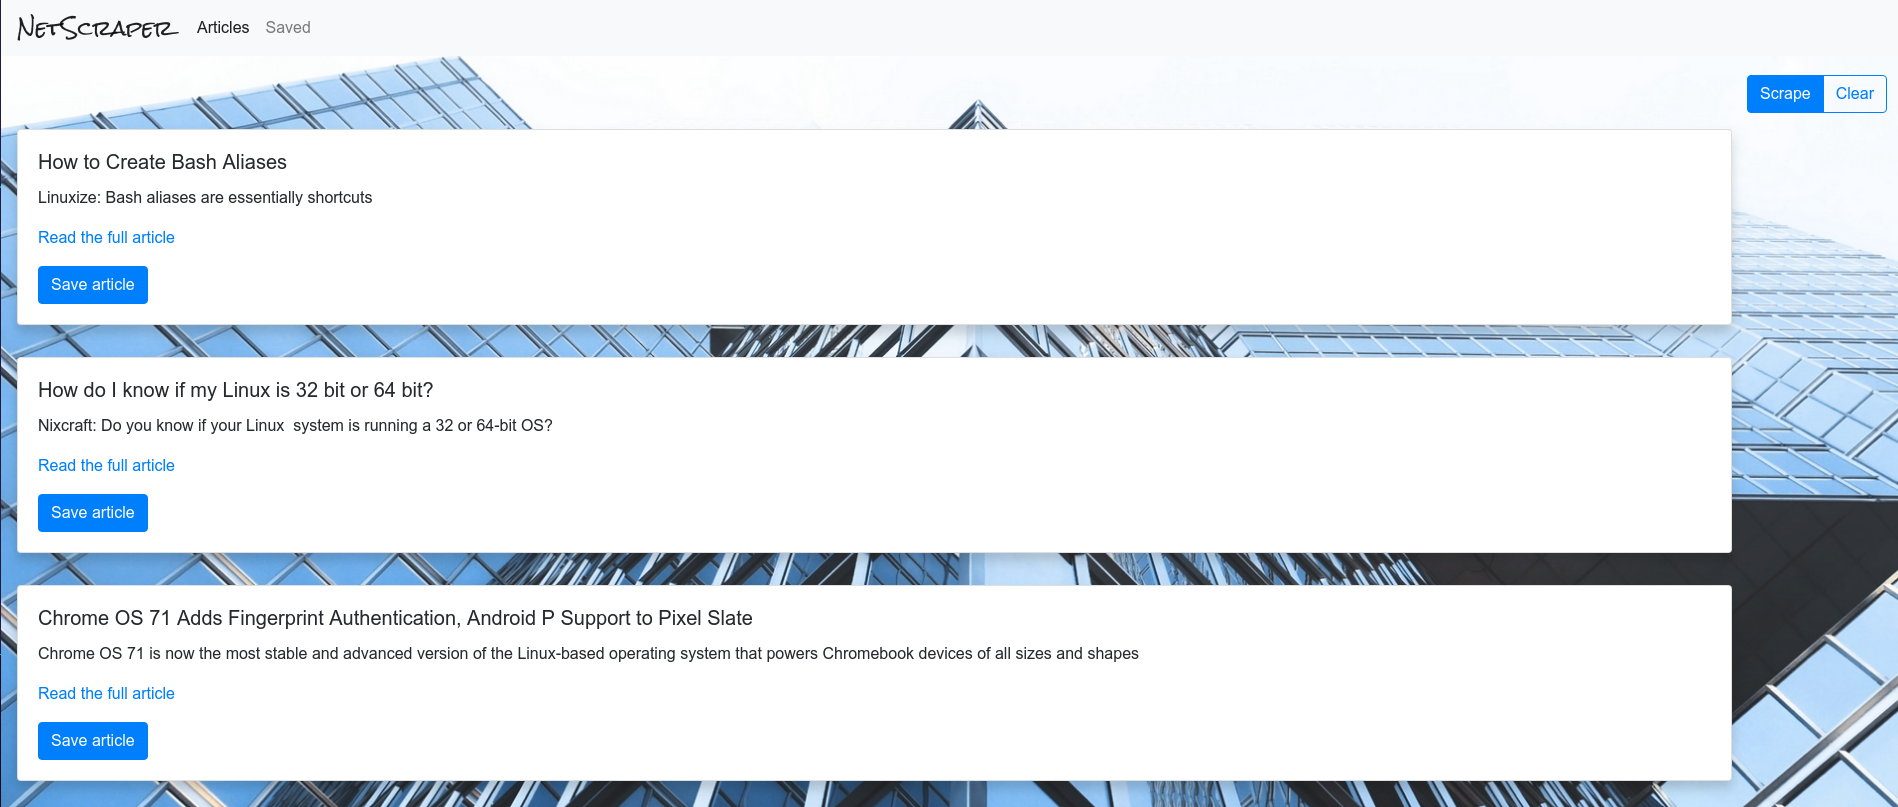 NetScraper Articles Saved
Scrape Clear
How to Create Bash Aliases
Linuxize: Bash aliases are essentially shortcuts
Read the full article
Save article
How do I know if my Linux is 32 bit or 64 bit?
Nixcraft: Do you know if your Linux  system is running a 32 or 64-bit OS?
Read the full article
Save article
Chrome OS 71 Adds Fingerprint Authentication, Android P Support to Pixel Slate
Chrome OS 71 is now the most stable and advanced version of the Linux-based operating system that powers Chromebook devices of all sizes and shapes
Read the full article
Save article